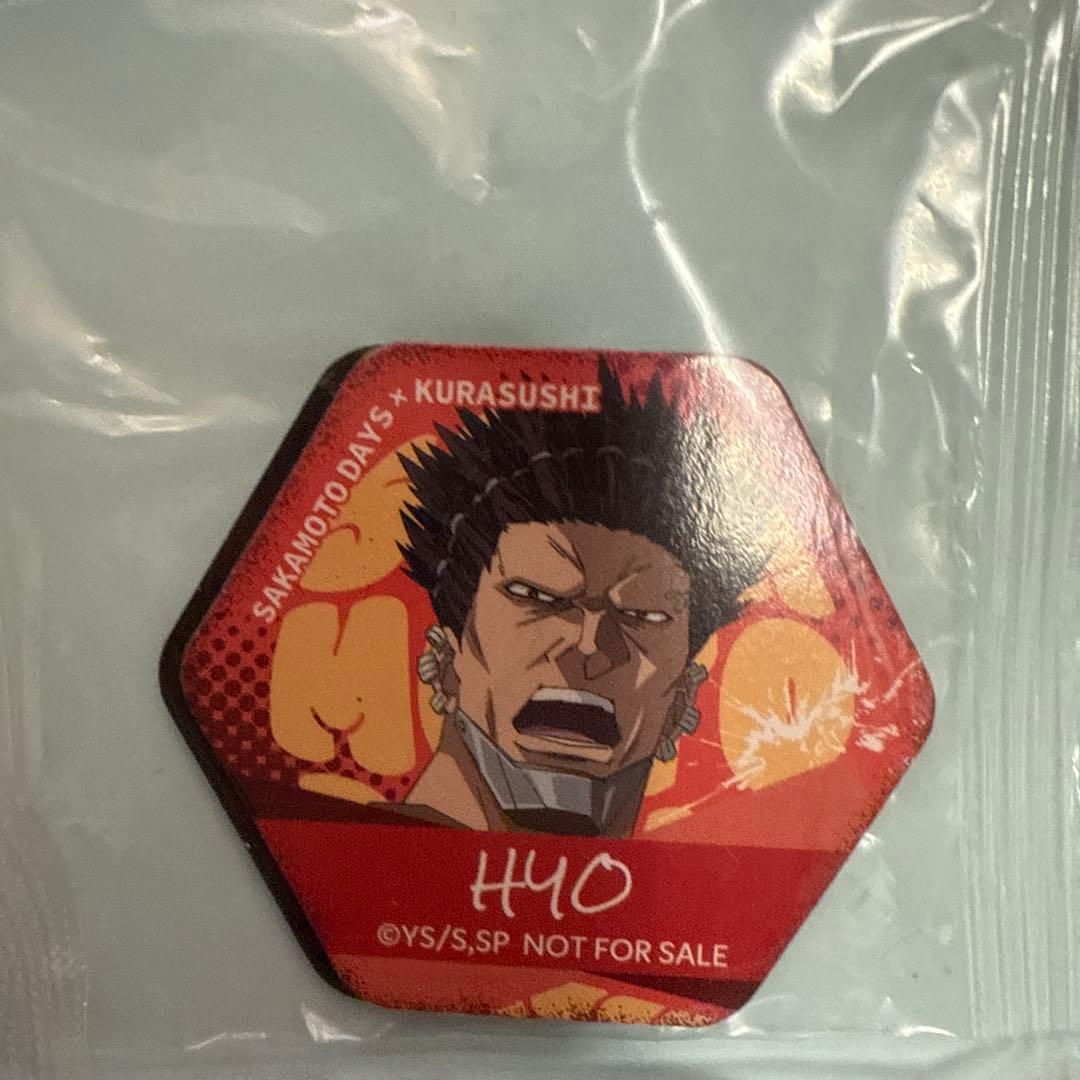 SAKAMOTO DAYS × KURASUSHI
HYO
©YS/S,SP NOT FOR SALE